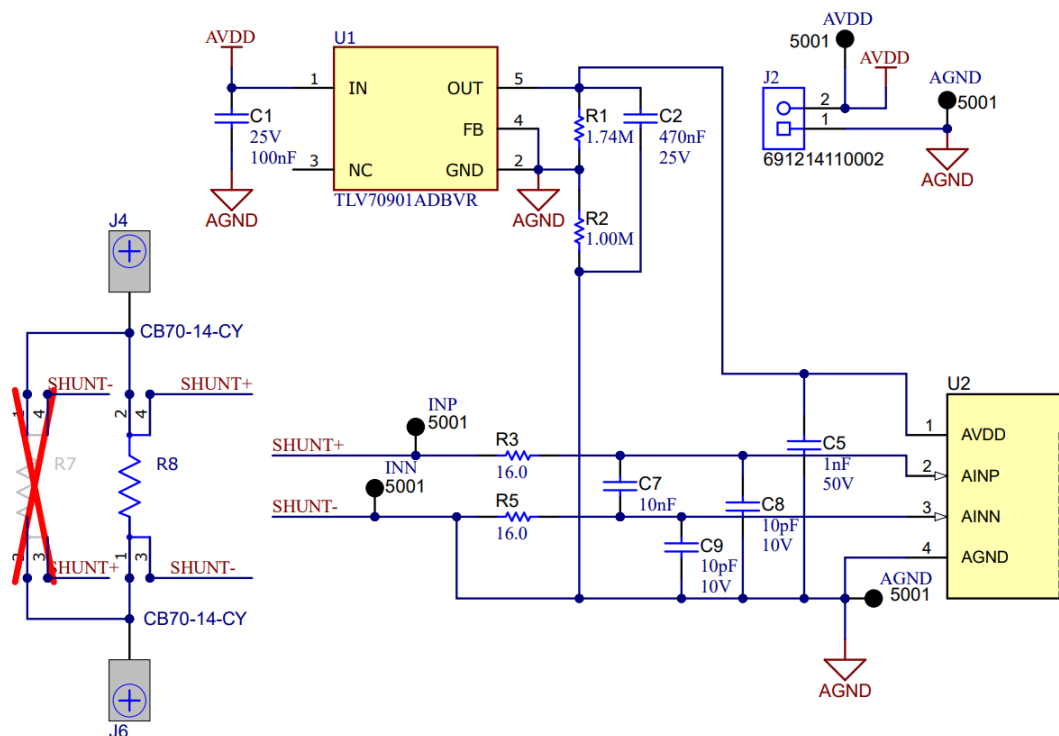 U1
AVDD
1
IN
OUT
5
C1
25V
100nF
FB
4
3
NC
GND
2
TLV70901ADBVR
AGND
AGND
R1
1.74M
C2
470nF
25V
R2
1.00M
AVDD
5001
AVDD
J2
2
1
691214110002
AGND
5001
AGND
J4
CB70-14-CY
SHUNT-
SHUNT+
1
4
2
4
R7
R8
2
3
1
3
SHUNT+
SHUNT-
CB70-14-CY
J6
INP
5001
SHUNT+
R3
16.0
INN
5001
SHUNT-
R5
16.0
C7
10nF
C9
10pF
10V
C8
10pF
10V
C5
1nF
50V
U2
1
AVDD
2
AINP
3
AINN
4
AGND
AGND
5001
AGND